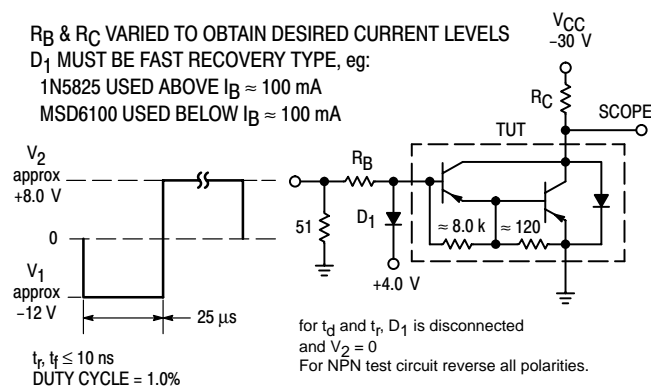 RB & RC VARIED TO OBTAIN DESIRED CURRENT LEVELS
D1 MUST BE FAST RECOVERY TYPE, eg:
1N5825 USED ABOVE IB ≈ 100 mA
MSD6100 USED BELOW IB ≈ 100 mA
VCC
-30 V
RC
SCOPE
TUT
V2
approx
+8.0 V
0
V1
approx
-12 V
25 μs
RB
51
D1
+4.0 V
≈ 8.0 k
≈ 120
tr, tf ≤ 10 ns
DUTY CYCLE = 1.0%
for td and tr, D1 is disconnected
and V2 = 0
For NPN test circuit reverse all polarities.